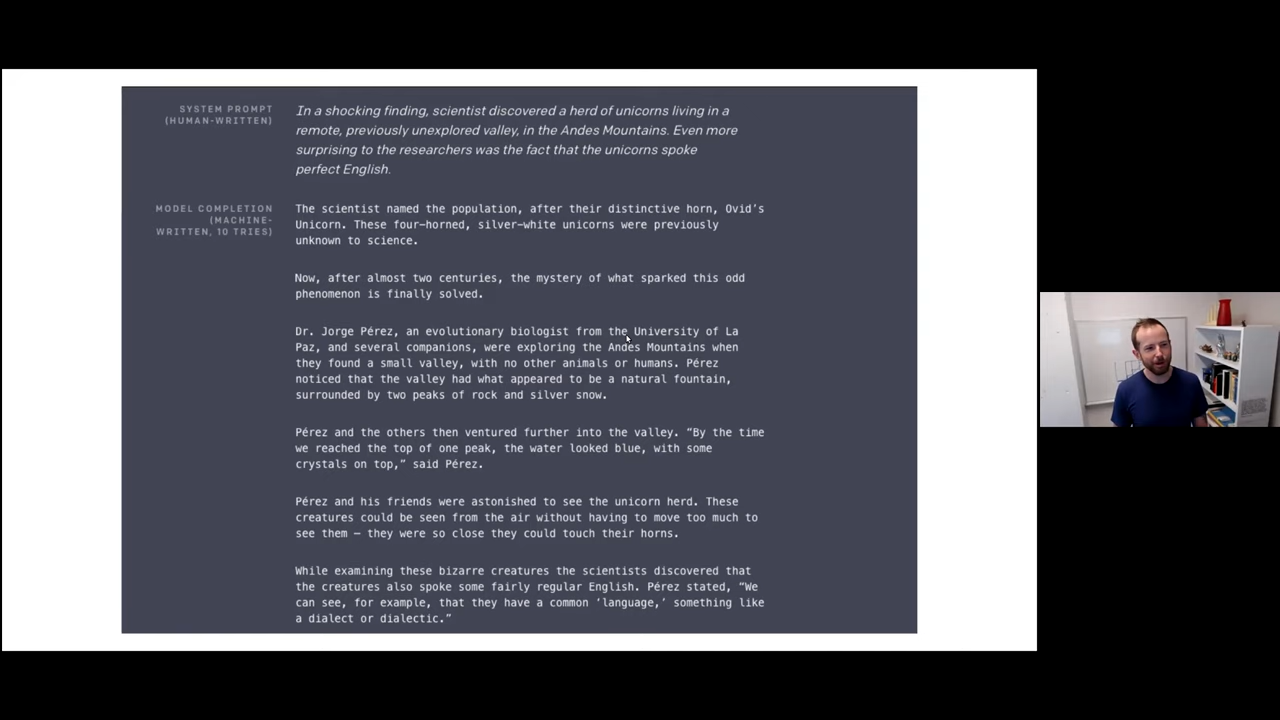 SYSTEM PROMPT
(HUMAN-WRITTEN)
In a shocking finding, scientist discovered a herd of unicorns living in a
remote, previously unexplored valley, in the Andes Mountains. Even more
surprising to the researchers was the fact that the unicorns spoke
perfect English.
MODEL COMPLETION
(MACHINE-
WRITTEN, 10 TRIES)
The scientist named the population, after their distinctive horn, Ovid’s
Unicorn. These four-horned, silver-white unicorns were previously
unknown to science.
Now, after almost two centuries, the mystery of what sparked this odd
phenomenon is finally solved.
Dr. Jorge Pérez, an evolutionary biologist from the University of La
Paz, and several companions, were exploring the Andes Mountains when
they found a small valley, with no other animals or humans. Pérez
noticed that the valley had what appeared to be a natural fountain,
surrounded by two peaks of rock and silver snow.
Pérez and the others then ventured further into the valley. “By the time
we reached the top of one peak, the water looked blue, with some
crystals on top,” said Pérez.
Pérez and his friends were astonished to see the unicorn herd. These
creatures could be seen from the air without having to move too much to
see them – they were so close they could touch their horns.
While examining these bizarre creatures the scientists discovered that
the creatures also spoke some fairly regular English. Pérez stated, “We
can see, for example, that they have a common ‘language,’ something like
a dialect or dialectic.”